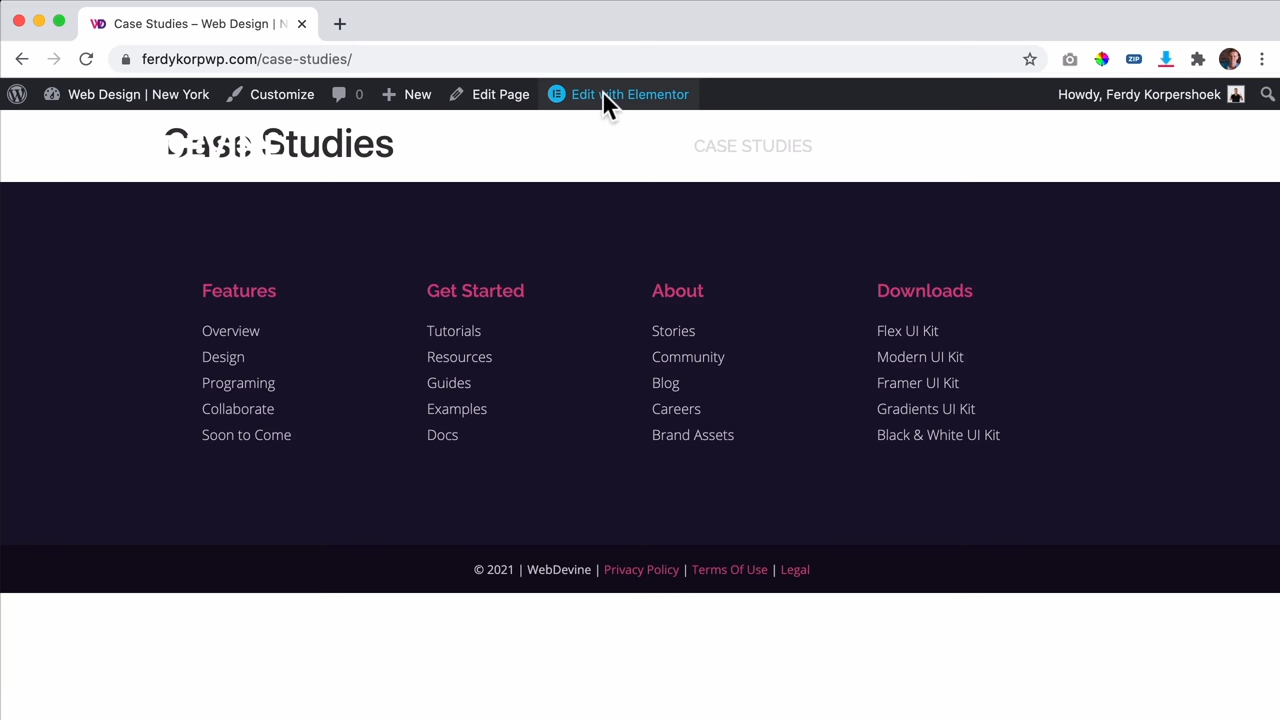 Case Studies – Web Design | N
ferdykorpwp.com/case-studies/
ZIP
Web Design | New York Customize 0 New Edit Page Edit with Elementor Howdy, Ferdy Korpershoek
Case Studies
CASE STUDIES
Features Get Started About Downloads
Overview Tutorials Stories Flex UI Kit
Design Resources Community Modern UI Kit
Programing Guides Blog Framer UI Kit
Collaborate Examples Careers Gradients UI Kit
Soon to Come Docs Brand Assets Black & White UI Kit
© 2021 | WebDevine | Privacy Policy | Terms Of Use | Legal